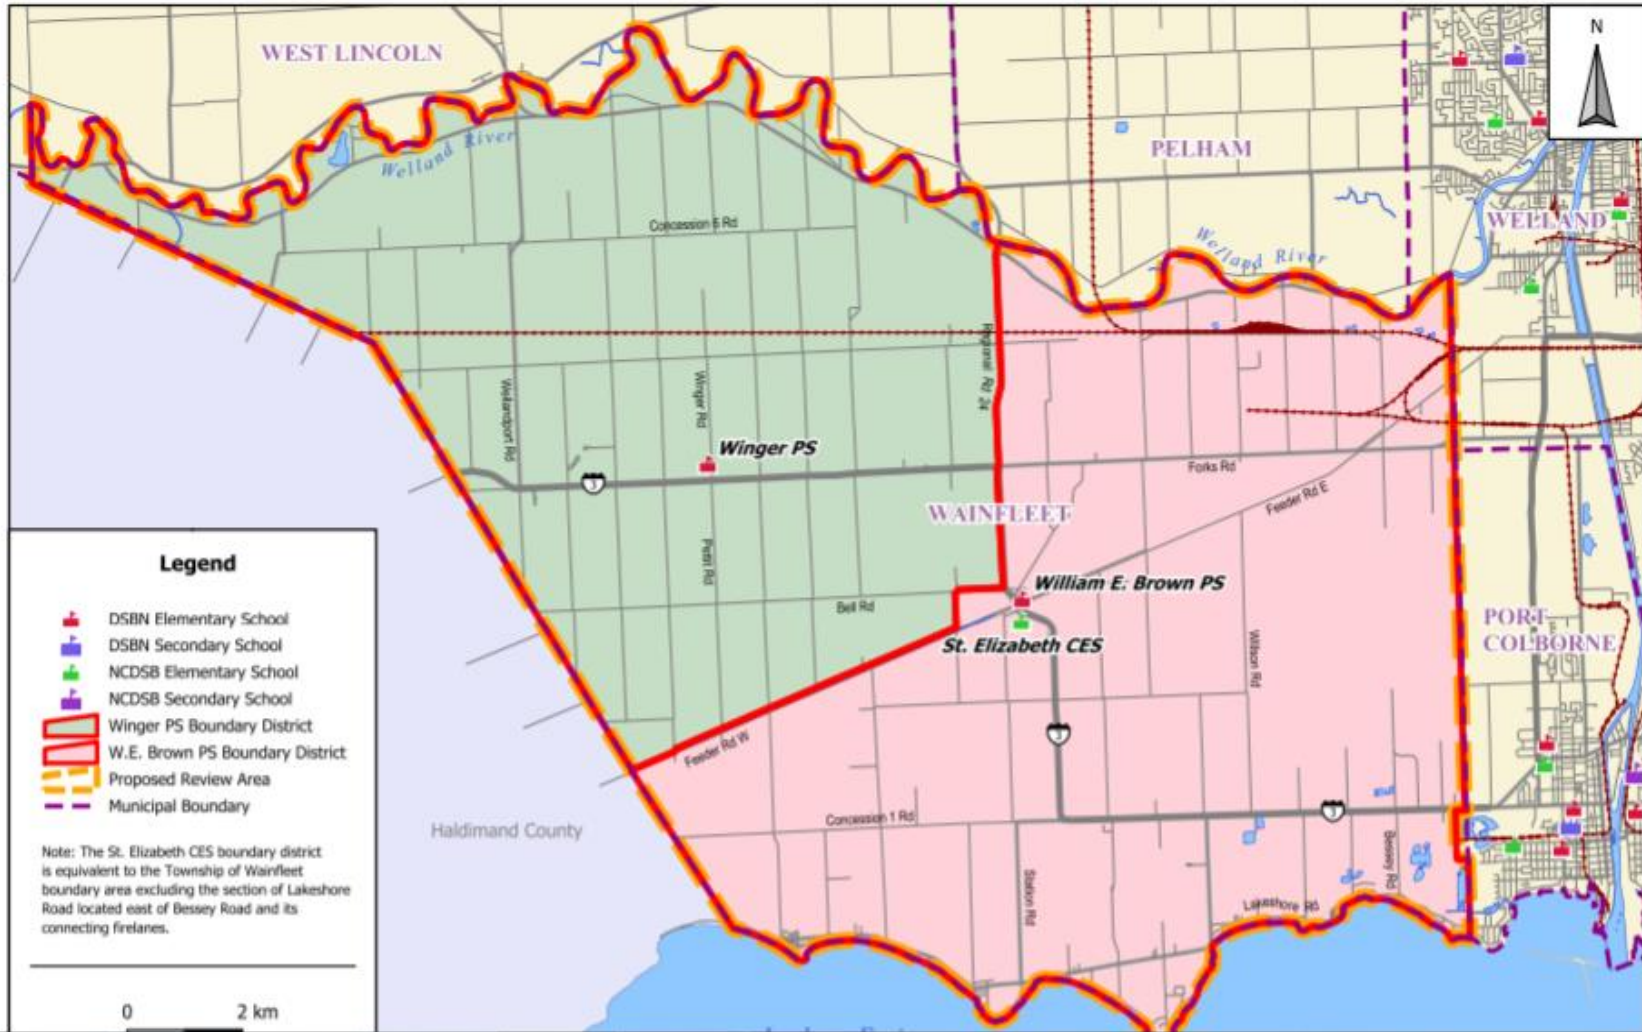 N
WEST LINCOLN
PELHAM
WELLAND
Welland River
Welland River
Concession 6 Rd
Regional Rd 24
Wellandport Rd
Winger Rd
Winger PS
3
Forks Rd
Feeder Rd E
WAINFLEET
Pettit Rd
Bell Rd
William E. Brown PS
St. Elizabeth CES
Willson Rd
PORT
COLBORNE
3
Feeder Rd W
Concession 1 Rd
3
Haldimand County
Station Rd
Bessey Rd
Lakeshore Rd
Legend
DSBN Elementary School
DSBN Secondary School
NCDSB Elementary School
NCDSB Secondary School
Winger PS Boundary District
W.E. Brown PS Boundary District
Proposed Review Area
Municipal Boundary
Note: The St. Elizabeth CES boundary district
is equivalent to the Township of Wainfleet
boundary area excluding the section of Lakeshore
Road located east of Bessey Road and its
connecting firelanes.
0 2 km